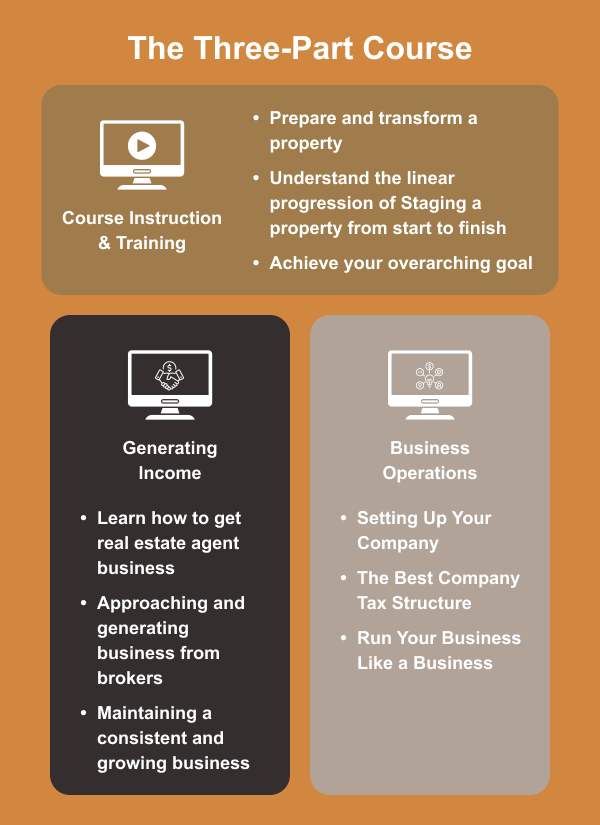 The Three-Part Course
Course Instruction
& Training
• Prepare and transform a
property
• Understand the linear
progression of Staging a
property from start to finish
• Achieve your overarching goal
Generating
Income
• Learn how to get
real estate agent
business
• Approaching and
generating
business from
brokers
• Maintaining a
consistent and
growing business
Business
Operations
• Setting Up Your
Company
• The Best Company
Tax Structure
• Run Your Business
Like a Business